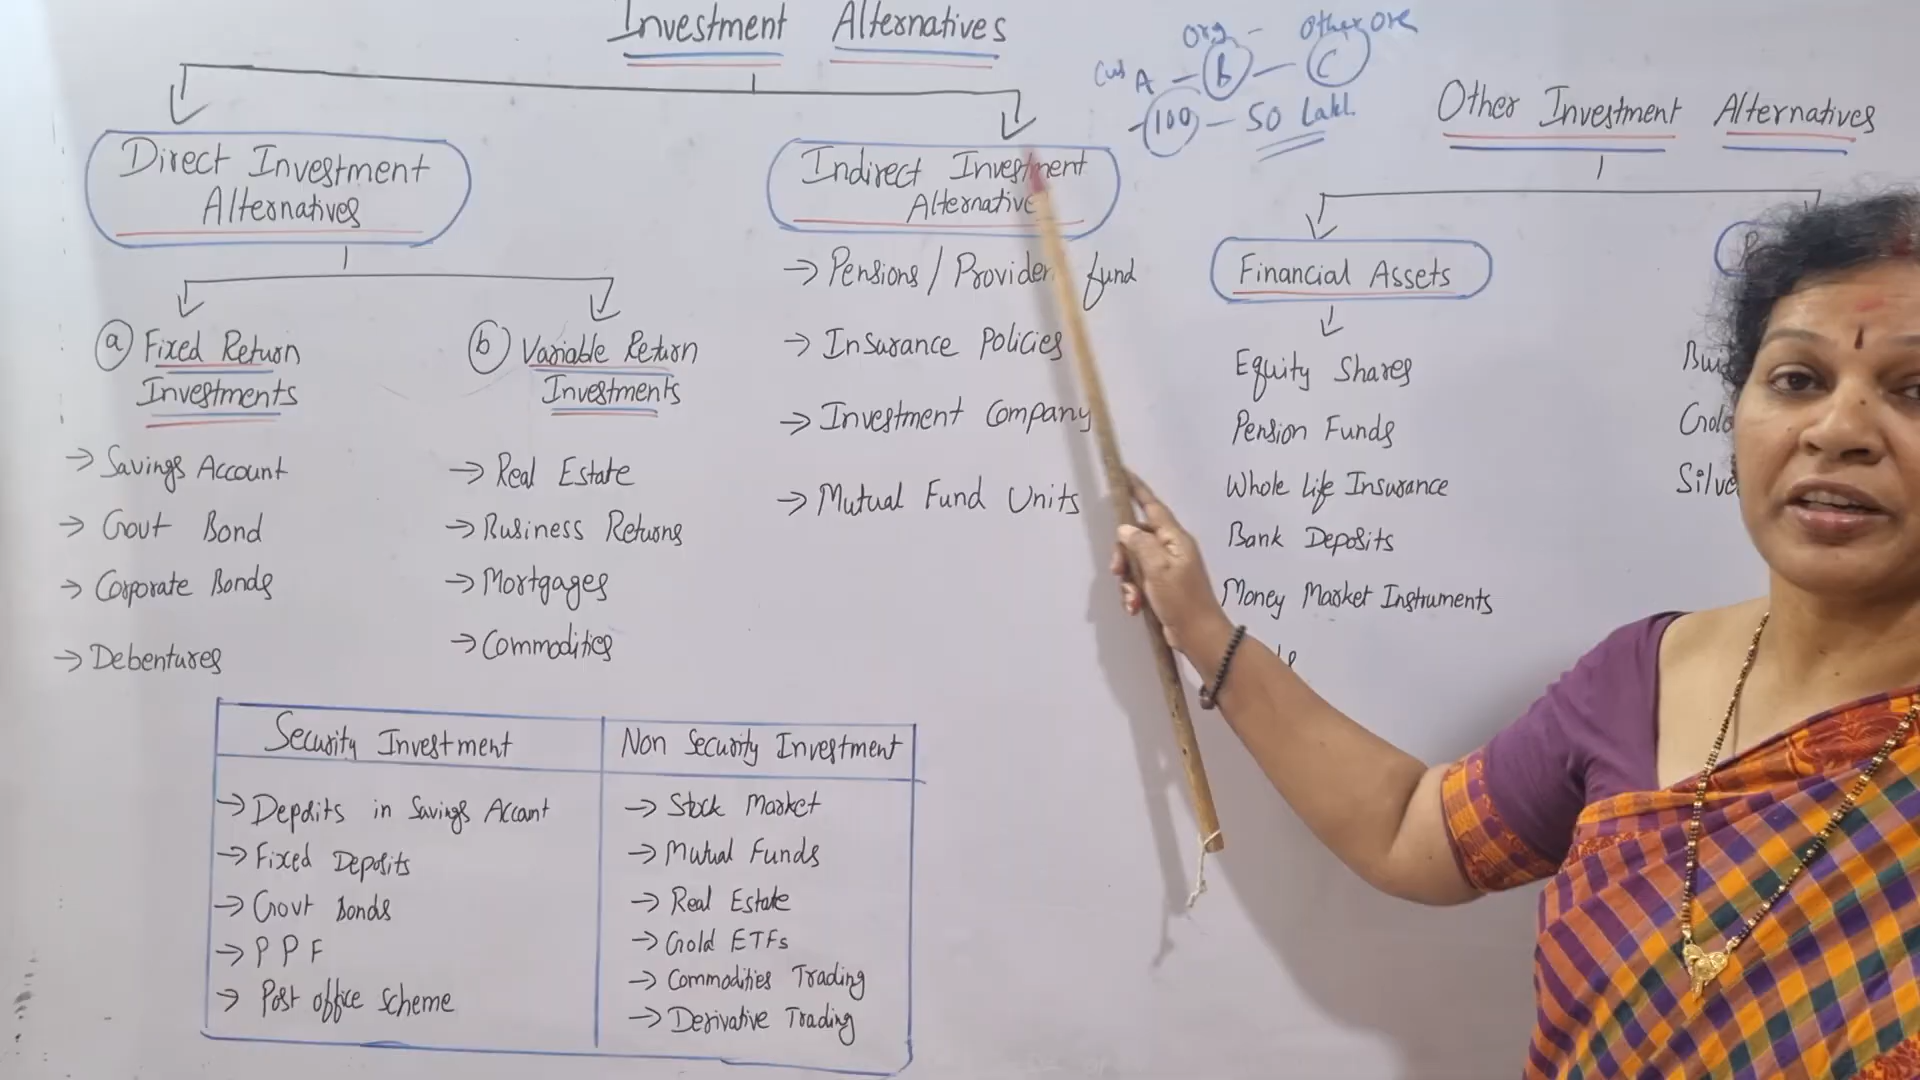 Investment Alternatives
Direct Investment
Alternatives
a Fixed Return
Investments
→ Savings Account
→ Govt Bond
→ Corporate Bonds
→ Debentures
b Variable Return
Investments
→ Real Estate
→ Business Returns
→ Mortgages
→ Commodities
Indirect Investment
Alternative
→ Pensions / Providen fund
→ Insurance Policies
→ Investment Company
→ Mutual Fund Units
Org - Other ore
Cus A - B - C
-100 - 50 Lakh
Other Investment Alternatives
Financial Assets
Equity Shares
Pension Funds
Whole Life Insurance
Bank Deposits
Money Market Instruments
Security Investment
→ Deposits in Savings Account
→ Fixed Deposits
→ Govt Bonds
→ PPF
→ Post office Scheme
Non Security Investment
→ Stock Market
→ Mutual Funds
→ Real Estate
→ Gold ETFs
→ Commodities Trading
→ Derivative Trading